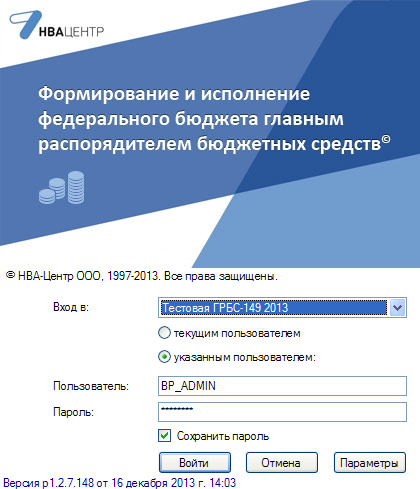 НВАЦЕНТР
Формирование и исполнение
федерального бюджета главным
распорядителем бюджетных средств©
© НВА-Центр ООО, 1997-2013. Все права защищены.
Вход в: Тестовая ГРБС-149 2013
текущим пользователем
указанным пользователем:
Пользователь: BP_ADMIN
Пароль: ********
Сохранить пароль
Войти Отмена Параметры
Версия p1.2.7.148 от 16 декабря 2013 г. 14:03